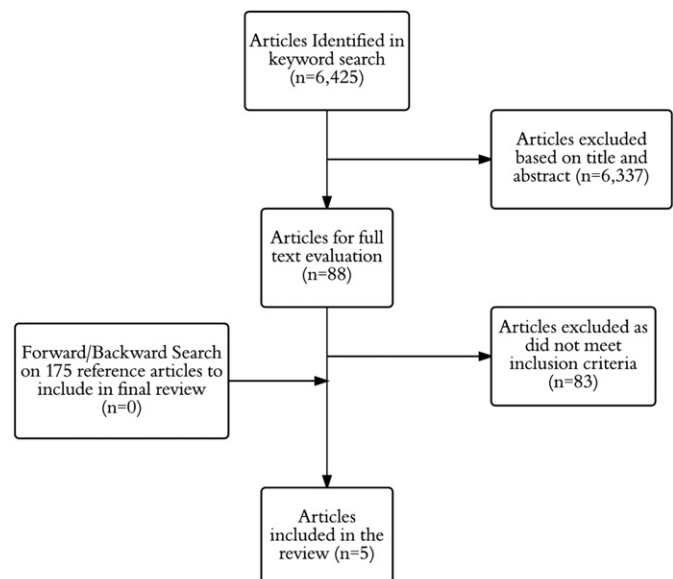 Articles Identified in
keyword search
(n=6,425)
Articles excluded
based on title and
abstract (n=6,337)
Articles for full
text evaluation
(n=88)
Forward/Backward Search
on 175 reference articles to
include in final review
(n=0)
Articles excluded as
did not meet
inclusion criteria
(n=83)
Articles
included in the
review (n=5)